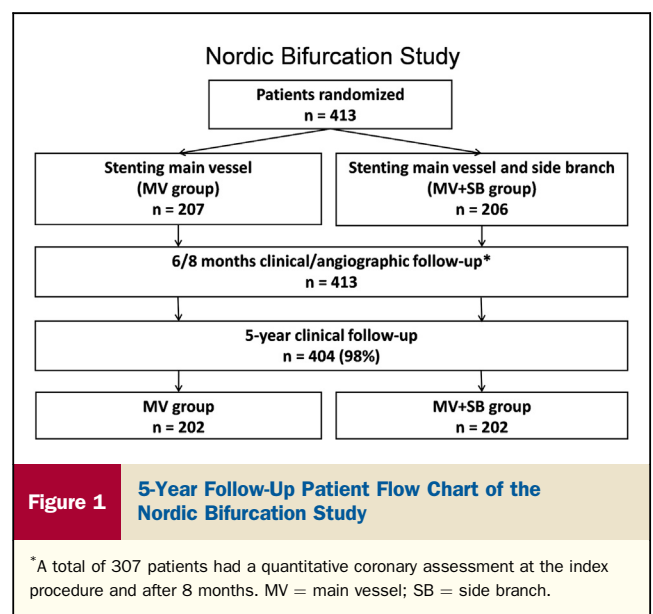 Nordic Bifurcation Study
Patients randomized
n = 413
Stenting main vessel
(MV group)
n = 207
Stenting main vessel and side branch
(MV+SB group)
n = 206
6/8 months clinical/angiographic follow-up*
n = 413
5-year clinical follow-up
n = 404 (98%)
MV group
n = 202
MV+SB group
n = 202
Figure 1
5-Year Follow-Up Patient Flow Chart of the
Nordic Bifurcation Study
*A total of 307 patients had a quantitative coronary assessment at the index
procedure and after 8 months. MV = main vessel; SB = side branch.